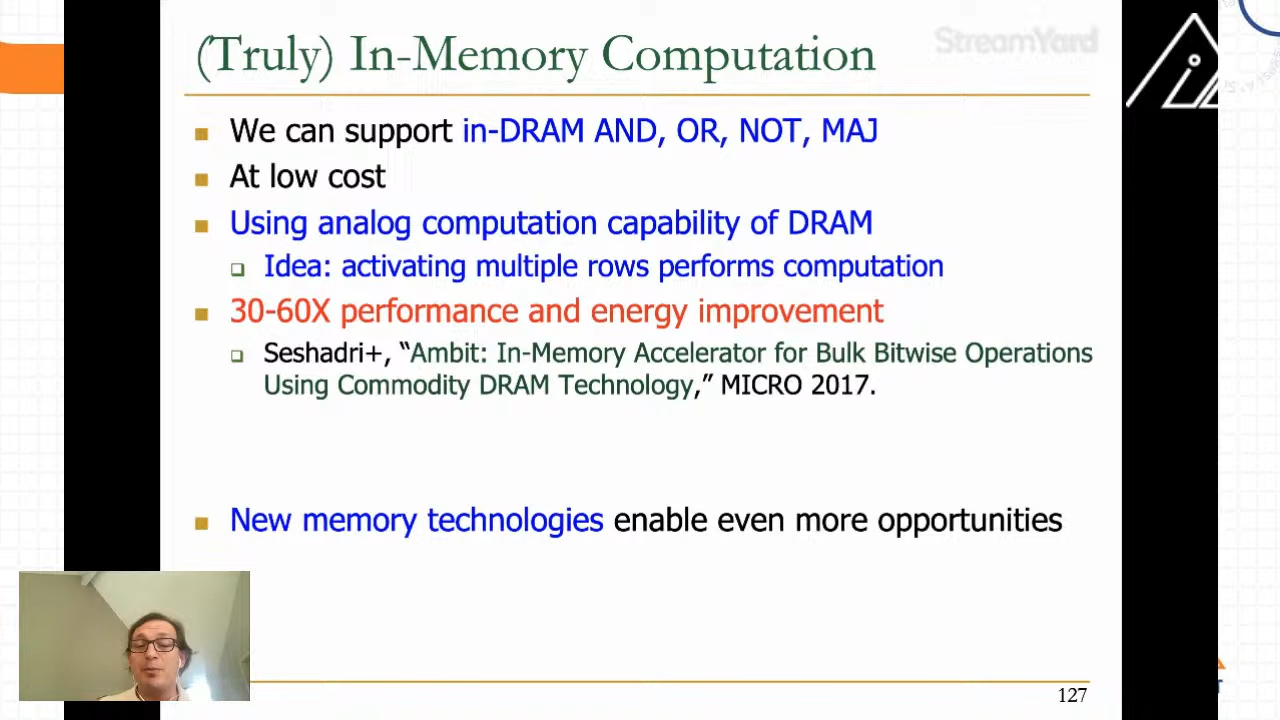 (Truly) In-Memory Computation
StreamYard
We can support in-DRAM AND, OR, NOT, MAJ
At low cost
Using analog computation capability of DRAM
Idea: activating multiple rows performs computation
30-60X performance and energy improvement
Seshadri+, “Ambit: In-Memory Accelerator for Bulk Bitwise Operations
Using Commodity DRAM Technology,” MICRO 2017.
New memory technologies enable even more opportunities
127